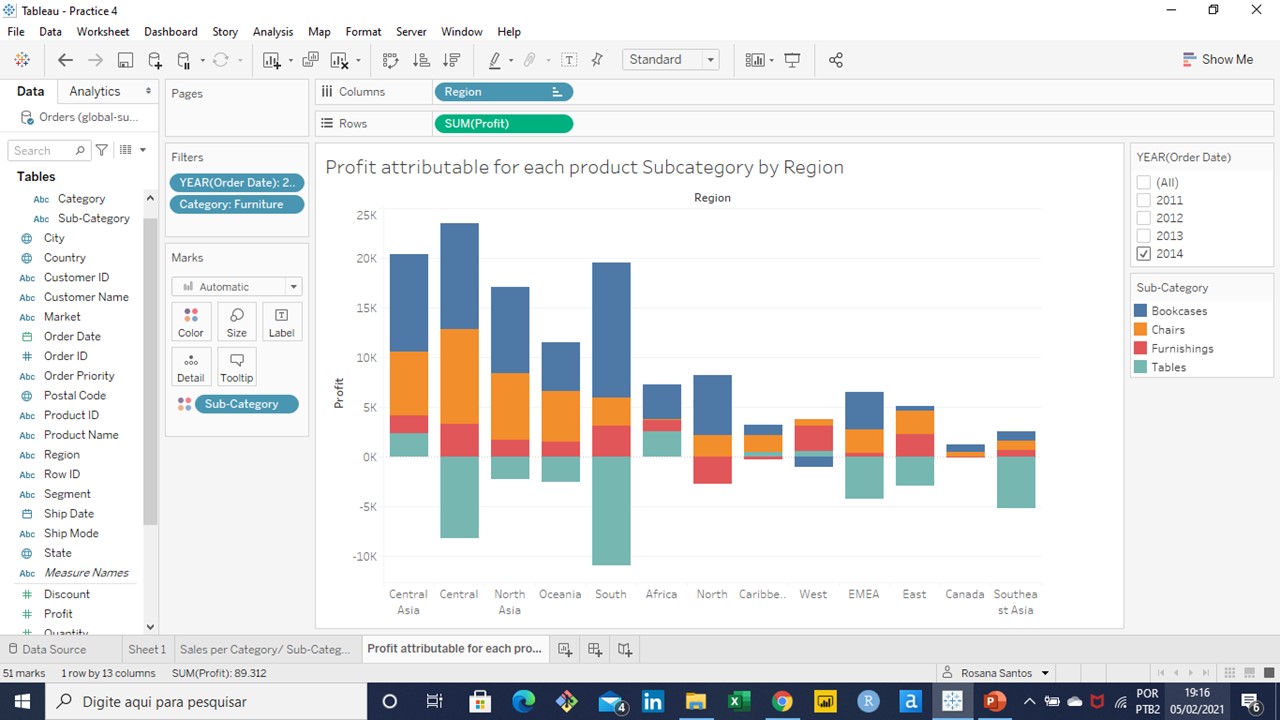 Tableau - Practice 4
File Data Worksheet Dashboard Story Analysis Map Format Server Window Help
Standard
Show Me
Data Analytics
Orders (global-su...
Search
Tables
Abc Category
Abc Sub-Category
City
Country
Abc Customer ID
Abc Customer Name
Abc Market
Order Date
# Order ID
Abc Order Priority
Postal Code
Abc Product ID
Abc Product Name
Abc Region
Abc Row ID
Abc Segment
Ship Date
Abc Ship Mode
State
Abc Measure Names
# Discount
# Profit
# Quantity
Pages
Filters
YEAR(Order Date): 2..
Category: Furniture
Marks
Automatic
Color Size Label
Detail Tooltip
Sub-Category
Columns Region
Rows SUM(Profit)
Profit attributable for each product Subcategory by Region
Region
Profit
25K
20K
15K
10K
5K
0K
-5K
-10K
Central Asia
Central
North Asia
Oceania
South
Africa
North
Caribbe..
West
EMEA
East
Canada
Southea
st Asia
YEAR(Order Date)
(All)
2011
2012
2013
2014
Sub-Category
Bookcases
Chairs
Furnishings
Tables
Data Source Sheet 1 Sales per Category/ Sub-Categ... Profit attributable for each pro...
51 marks 1 row by 13 columns SUM(Profit): 89.312
Rosana Santos
Digite aqui para pesquisar
4
POR
PTB2
19:16
05/02/2021
6